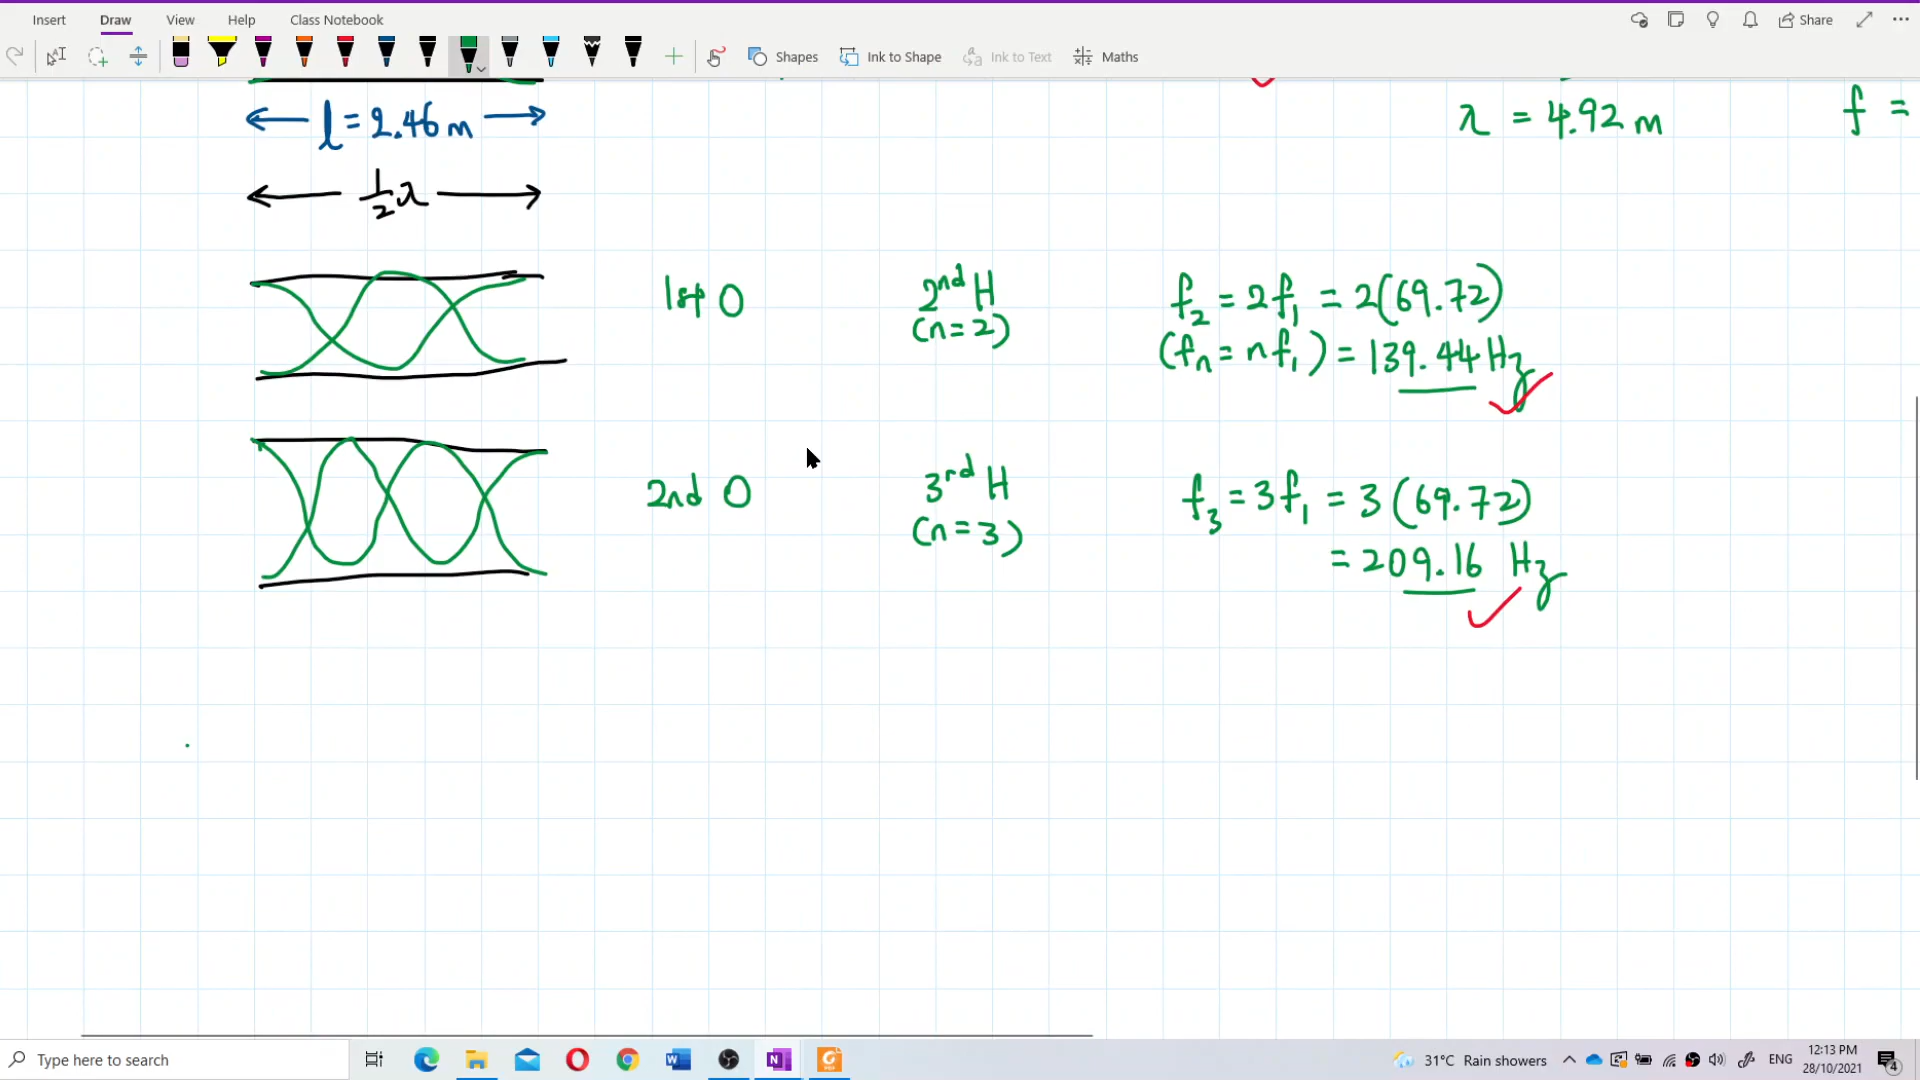 Insert Draw View Help Class Notebook Share
Shapes Ink to Shape Ink to Text Maths
l = 2.46 m
λ = 4.92 m
f =
1/2 λ
1st O
2nd H
(n=2)
f2 = 2f1 = 2(69.72)
(fn = nf1) = 139.44 Hz
2nd O
3rd H
(n=3)
f3 = 3f1 = 3(69.72)
= 209.16 Hz
Type here to search
31°C Rain showers
ENG
12:13 PM
28/10/2021
4